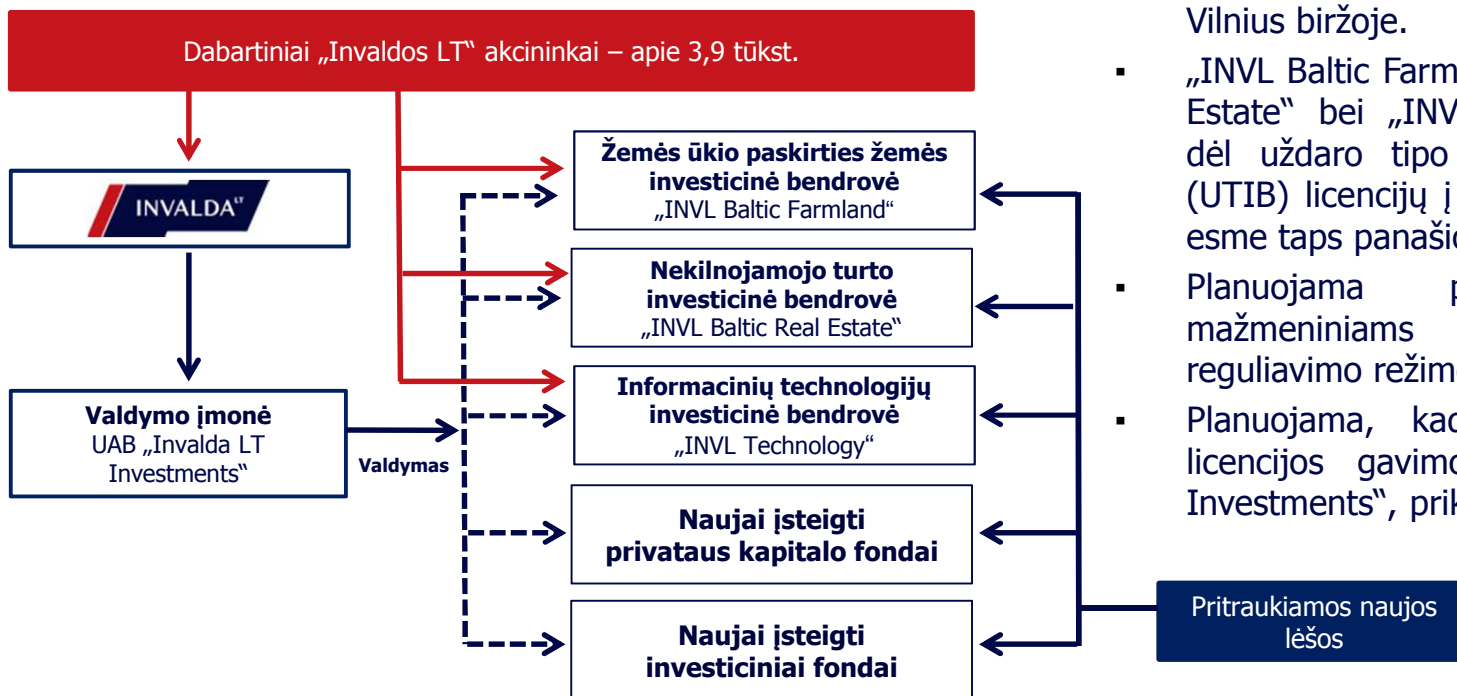 Dabartiniai „Invaldos LT“ akcininkai – apie 3,9 tūkst.
INVALDA LT
Valdymo įmonė
UAB „Invalda LT
Investments“
Valdymas
Žemės ūkio paskirties žemės
investicinė bendrovė
„INVL Baltic Farmland“
Nekilnojamojo turto
investicinė bendrovė
„INVL Baltic Real Estate“
Informacinių technologijų
investicinė bendrovė
„INVL Technology“
Naujai įsteigti
privataus kapitalo fondai
Naujai įsteigti
investiciniai fondai
Pritraukiamos naujos
lėšos
Vilnius biržoje.
▪ „INVL Baltic Farm
Estate“ bei „INV
dėl uždaro tipo
(UTIB) licencijų į
esme taps panaši
▪ Planuojama
mažmeniniams
reguliavimo režim
▪ Planuojama, kad
licencijos gavimo
Investments“, pri